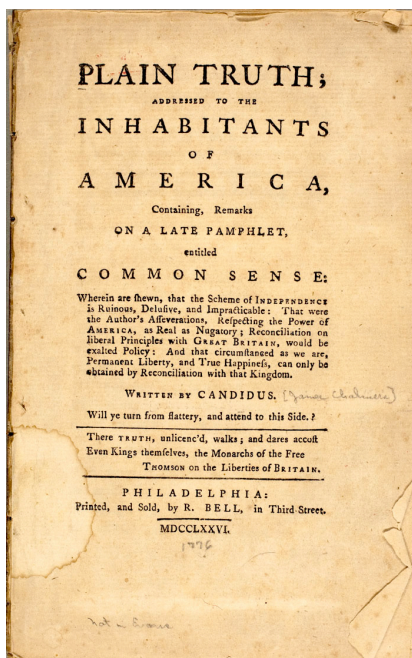 PLAIN TRUTH;
ADDRESSED TO THE
INHABITANTS
OF
AMERICA,
Containing, Remarks
ON A LATE PAMPHLET,
entitled
COMMON SENSE:
Wherein are ſhewn, that the Scheme of INDEPENDENCE
is Ruinous, Deluſive, and Impracticable: That were
the Author's Aſſeverations, Reſpecting the Power of
AMERICA, as Real as Nugatory; Reconciliation on
liberal Principles with GREAT BRITAIN, would be
exalted Policy: And that circumſtanced as we are,
Permanent Liberty, and True Happineſs, can only be
obtained by Reconciliation with that Kingdom.
WRITTEN BY CANDIDUS. [James Chalmers]
Will ye turn from flattery, and attend to this Side.?
There TRUTH, unlicenc'd, walks; and dares accoſt
Even Kings themſelves, the Monarchs of the Free
THOMSON on the Liberties of BRITAIN.
PHILADELPHIA:
Printed, and Sold, by R. BELL, in Third Street.
MDCCLXXVI.
1776